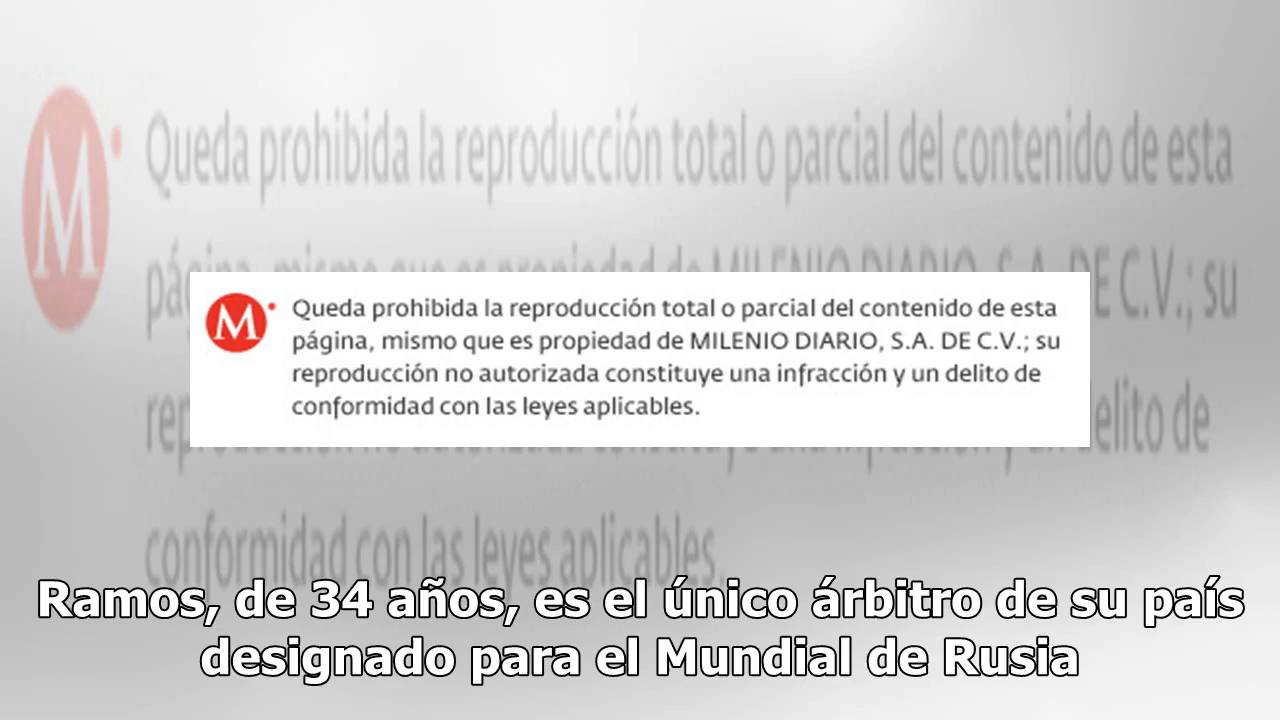 M
Queda prohibida la reproducción total o parcial del contenido de esta
página, mismo que es propiedad de MILENIO DIARIO, S.A. DE C.V.; su
reproducción no autorizada constituye una infracción y un delito de
conformidad con las leyes aplicables.
Ramos, de 34 años, es el único árbitro de su país
designado para el Mundial de Rusia